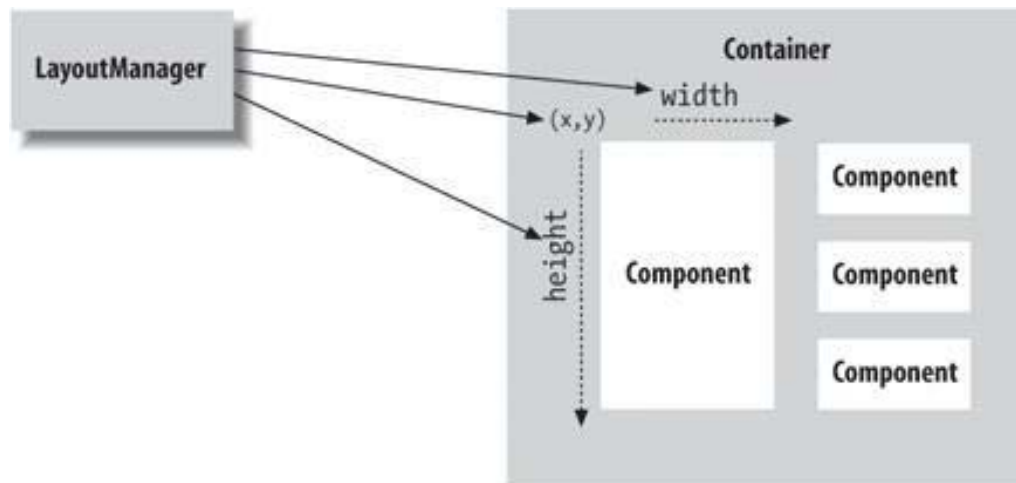 LayoutManager
Container
width
(x,y)
height
Component
Component
Component
Component